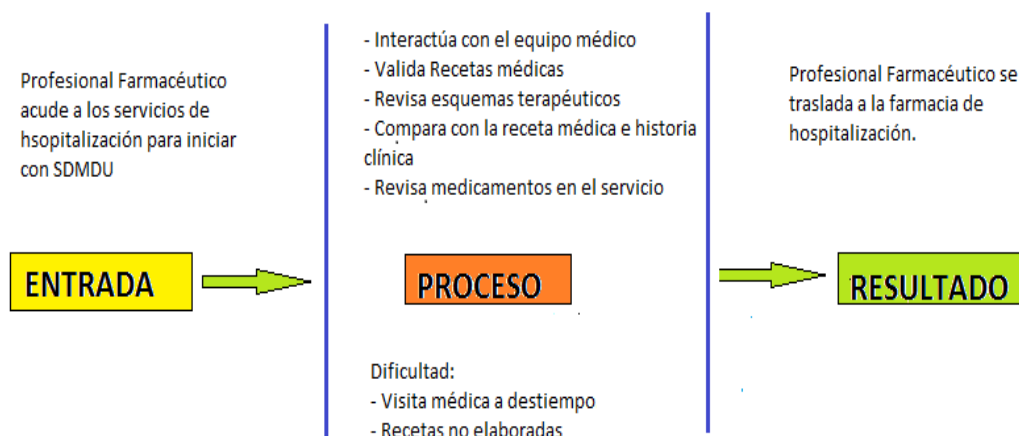 Profesional Farmacéutico
acude a los servicios de
hsopitalización para iniciar
con SDMDU
ENTRADA
- Interactúa con el equipo médico
- Valida Recetas médicas
- Revisa esquemas terapéuticos
- Compara con la receta médica e historia
clínica
- Revisa medicamentos en el servicio
PROCESO
Dificultad:
- Visita médica a destiempo
- Recetas no elaboradas
Profesional Farmacéutico se
traslada a la farmacia de
hospitalización.
RESULTADO